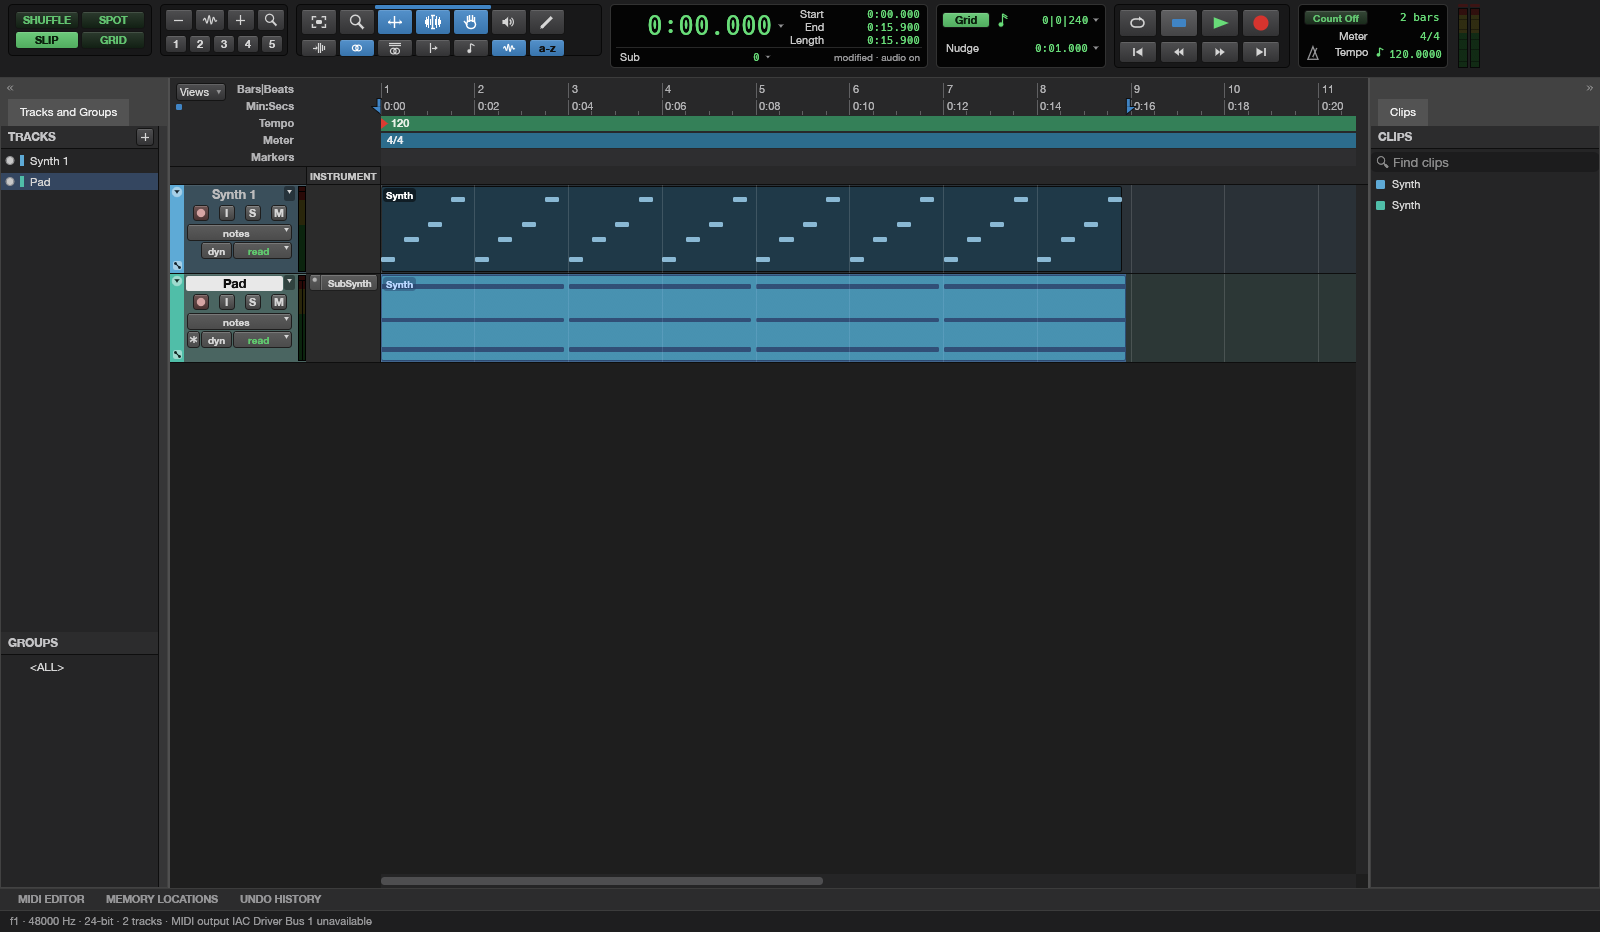 SHUFFLE SPOT
SLIP GRID
1 2 3 4 5
a-z
0:00.000
Start 0:00.000
End 0:15.900
Length 0:15.900
Sub 0 modified · audio on
Grid 0|0|240
Nudge 0:01.000
Count Off 2 bars
Meter 4/4
Tempo 120.0000
Tracks and Groups
TRACKS +
Synth 1
Pad
GROUPS
<ALL>
Views
Bars|Beats 1 2 3 4 5 6 7 8 9 10 11
Min:Secs 0:00 0:02 0:04 0:06 0:08 0:10 0:12 0:14 0:16 0:18 0:20
Tempo 120
Meter 4/4
Markers
INSTRUMENT
Synth 1
I S M
notes
dyn read
Synth
Pad
I S M
notes
dyn read
SubSynth
Synth
Clips
CLIPS
Find clips
Synth
Synth
MIDI EDITOR MEMORY LOCATIONS UNDO HISTORY
f1 · 48000 Hz · 24-bit · 2 tracks · MIDI output IAC Driver Bus 1 unavailable